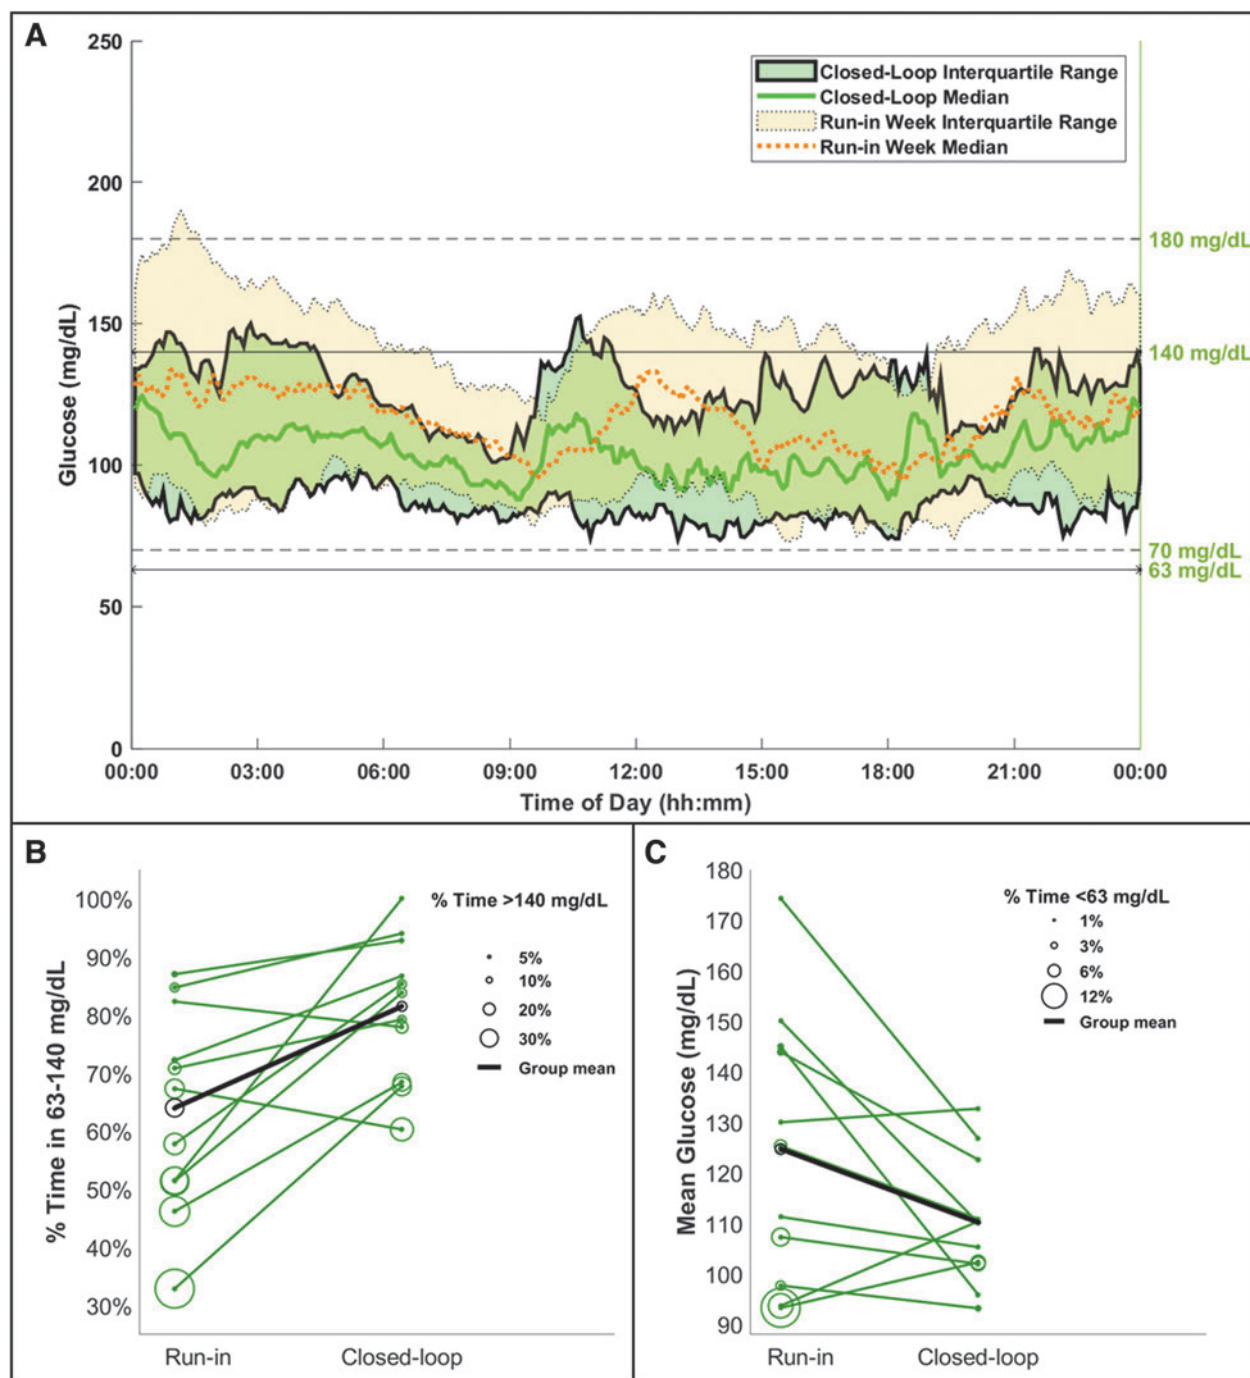 A
250
200
150
100
50
0
Glucose (mg/dL)
Closed-Loop Interquartile Range
Closed-Loop Median
Run-in Week Interquartile Range
Run-in Week Median
180 mg/dL
140 mg/dL
70 mg/dL
63 mg/dL
00:00 03:00 06:00 09:00 12:00 15:00 18:00 21:00 00:00
Time of Day (hh:mm)
B
% Time in 63-140 mg/dL
100%
90%
80%
70%
60%
50%
40%
30%
% Time >140 mg/dL
5%
10%
20%
30%
Group mean
Run-in Closed-loop
C
Mean Glucose (mg/dL)
180
170
160
150
140
130
120
110
100
90
% Time <63 mg/dL
1%
3%
6%
12%
Group mean
Run-in Closed-loop